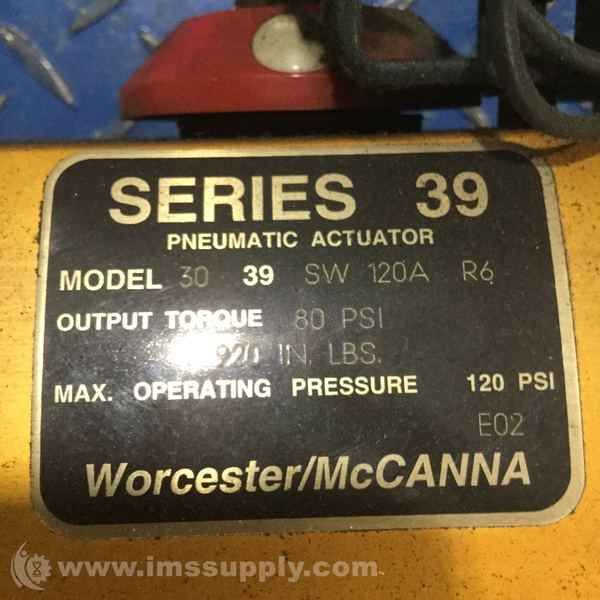 SERIES 39
PNEUMATIC ACTUATOR
MODEL 30 39 SW 120A R6
OUTPUT TORQUE 80 PSI
920 IN. LBS.
MAX. OPERATING PRESSURE 120 PSI
E02
Worcester/McCANNA
www.imssupply.com